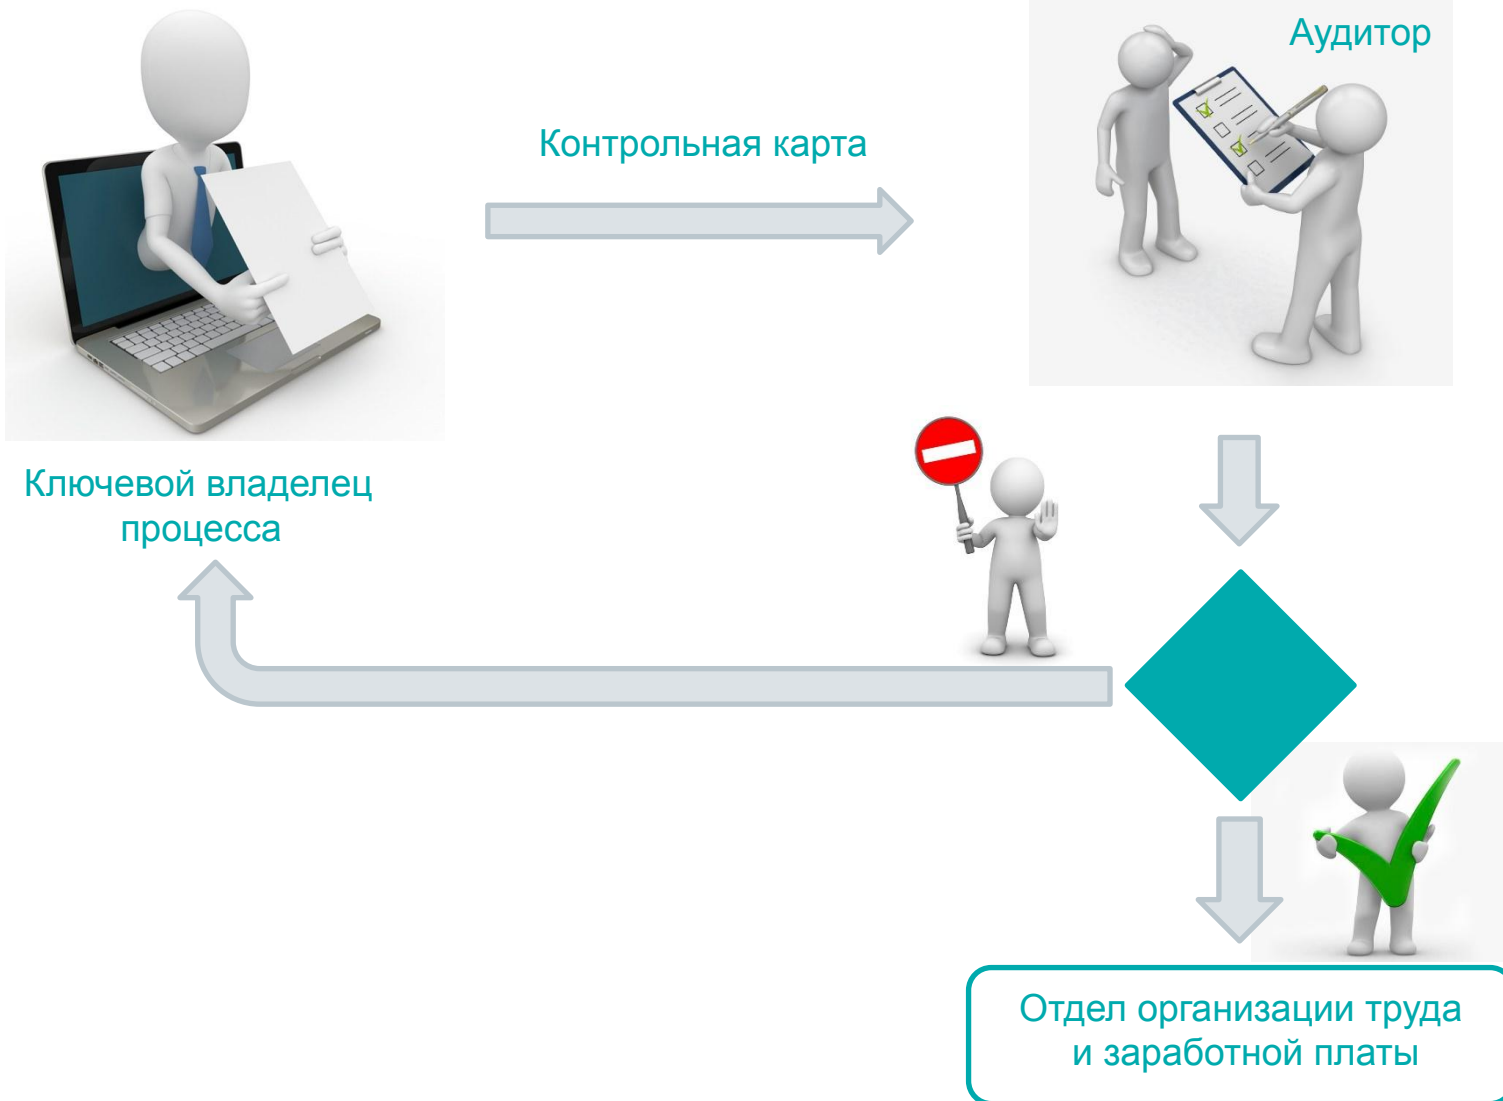 Аудитор
Контрольная карта
Ключевой владелец
процесса
Отдел организации труда
и заработной платы